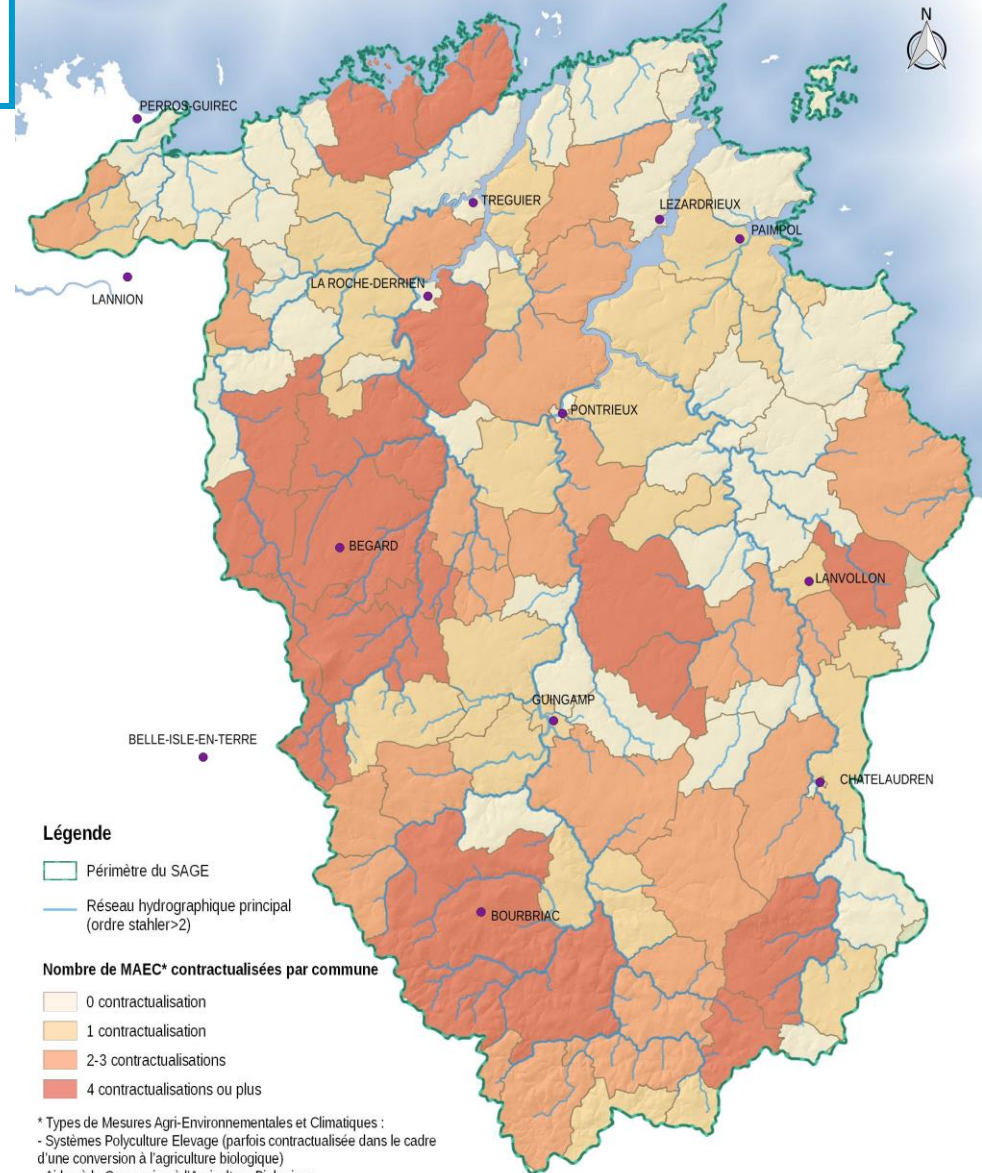 N
PERROS-GUIREC
TREGUIER
LEZARDRIEUX
PAIMPOL
LANNION
LA ROCHE-DERRIEN
PONTRIEUX
BEGARD
LANVOLLON
GUINGAMP
BELLE-ISLE-EN-TERRE
CHATELAUDREN
BOURBRIAC
Légende
Périmètre du SAGE
Réseau hydrographique principal
(ordre stahler>2)
Nombre de MAEC* contractualisées par commune
0 contractualisation
1 contractualisation
2-3 contractualisations
4 contractualisations ou plus
* Types de Mesures Agri-Environnementales et Climatiques :
- Systèmes Polyculture Elevage (parfois contractualisée dans le cadre
d'une conversion à l'agriculture biologique)